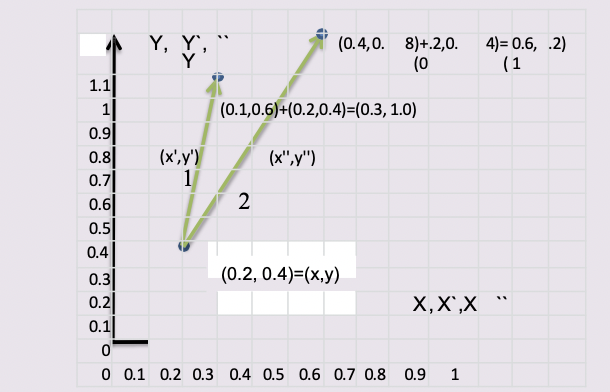 Y, Y`, ``
Y
(0.4,0. 8)+.2,0. 4)= 0.6, .2)
(0 ( 1
1.1
1
(0.1,0.6)+(0.2,0.4)=(0.3, 1.0)
0.9
0.8
(x',y')
(x'',y'')
0.7
1
0.6
2
0.5
0.4
0.3
(0.2, 0.4)=(x,y)
0.2
X, X`,X ``
0.1
0
0 0.1 0.2 0.3 0.4 0.5 0.6 0.7 0.8 0.9 1